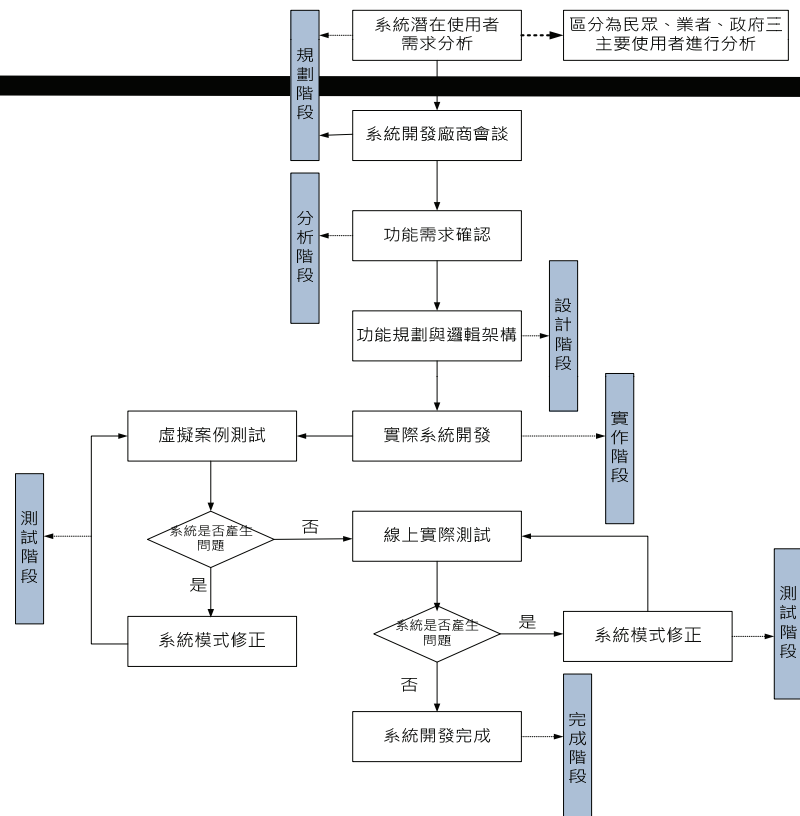 系統潛在使用者
需求分析
區分為民眾、業者、政府三
主要使用者進行分析
規劃階段
系統開發廠商會談
分析階段
功能需求確認
設計階段
功能規劃與邏輯架構
實作階段
虛擬案例測試
實際系統開發
測試階段
系統是否產生
問題
否
線上實際測試
是
系統模式修正
系統是否產生
問題
是
系統模式修正
測試階段
否
系統開發完成
完成階段